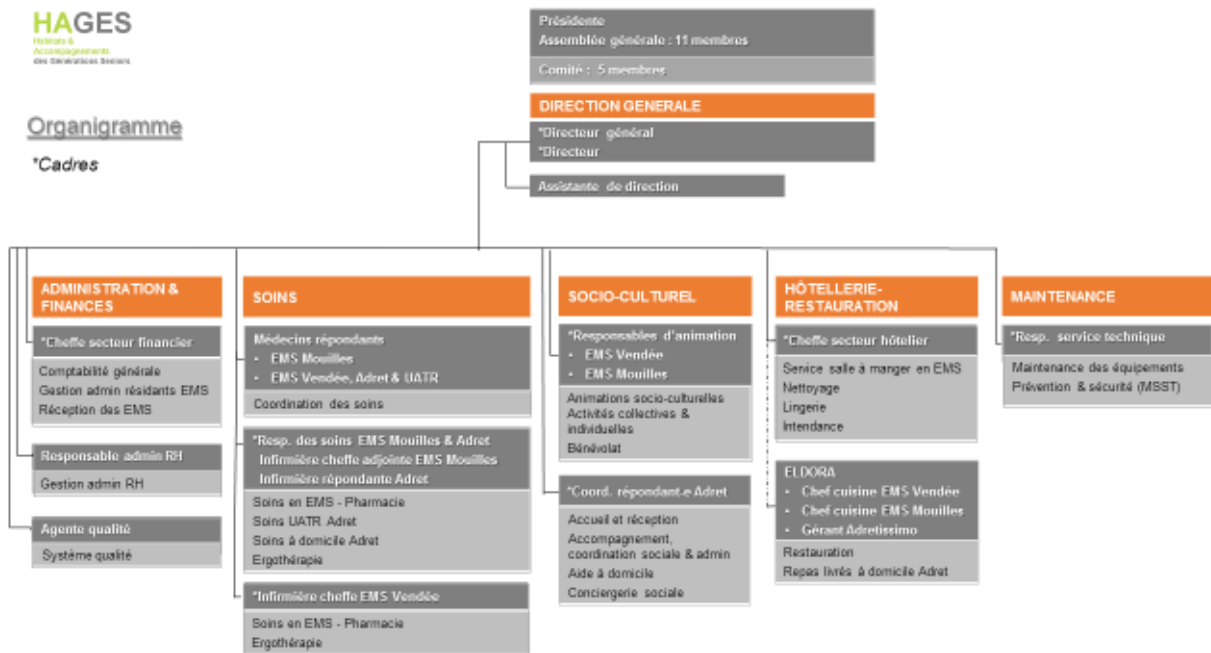 HAGES
Habitats &
Accompagnements
des Générations Seniors
Organigramme
*Cadres
Présidente
Assemblée générale : 11 membres
Comité : 5 membres
DIRECTION GENERALE
*Directeur général
*Directeur
Assistante de direction
ADMINISTRATION &
FINANCES
*Cheffe secteur financier
Comptabilité générale
Gestion admin résidants EMS
Réception des EMS
Responsable admin RH
Gestion admin RH
Agente qualité
Système qualité
SOINS
Médecins répondants
• EMS Mouilles
• EMS Vendée, Adret & UATR
Coordination des soins
*Resp. des soins EMS Mouilles & Adret
Infirmière cheffe adjointe EMS Mouilles
Infirmière répondante Adret
Soins en EMS - Pharmacie
Soins UATR Adret
Soins à domicile Adret
Ergothérapie
*Infirmière cheffe EMS Vendée
Soins en EMS - Pharmacie
Ergothérapie
SOCIO-CULTUREL
*Responsables d'animation
• EMS Vendée
• EMS Mouilles
Animations socio-culturelles
Activités collectives &
individuelles
Bénévolat
*Coord. répondant.e Adret
Accueil et réception
Accompagnement,
coordination sociale & admin
Aide à domicile
Conciergerie sociale
HÔTELLERIE-
RESTAURATION
*Cheffe secteur hôtelier
Service salle à manger en EMS
Nettoyage
Lingerie
Intendance
ELDORA
• Chef cuisine EMS Vendée
• Chef cuisine EMS Mouilles
• Gérant Adretissimo
Restauration
Repas livrés à domicile Adret
MAINTENANCE
*Resp. service technique
Maintenance des équipements
Prévention & sécurité (MSST)